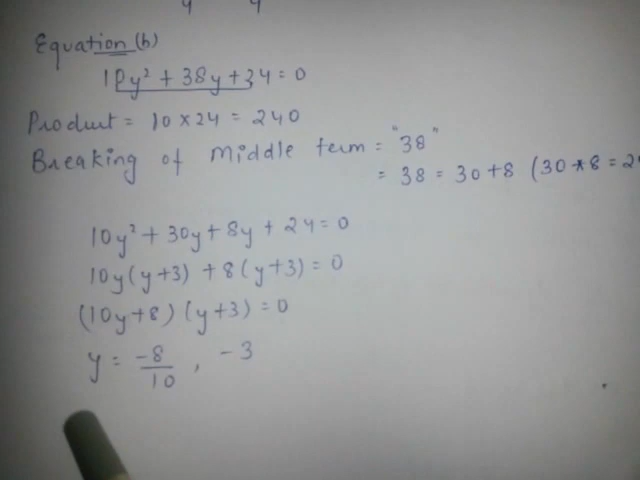 Equation (b)
10y² + 38y + 24 = 0
Product = 10 × 24 = 240
Breaking of Middle term = "38"
= 38 = 30 + 8 (30 * 8 = 24
10y² + 30y + 8y + 24 = 0
10y (y+3) + 8 (y+3) = 0
(10y+8) (y+3) = 0
y = -8/10 , -3